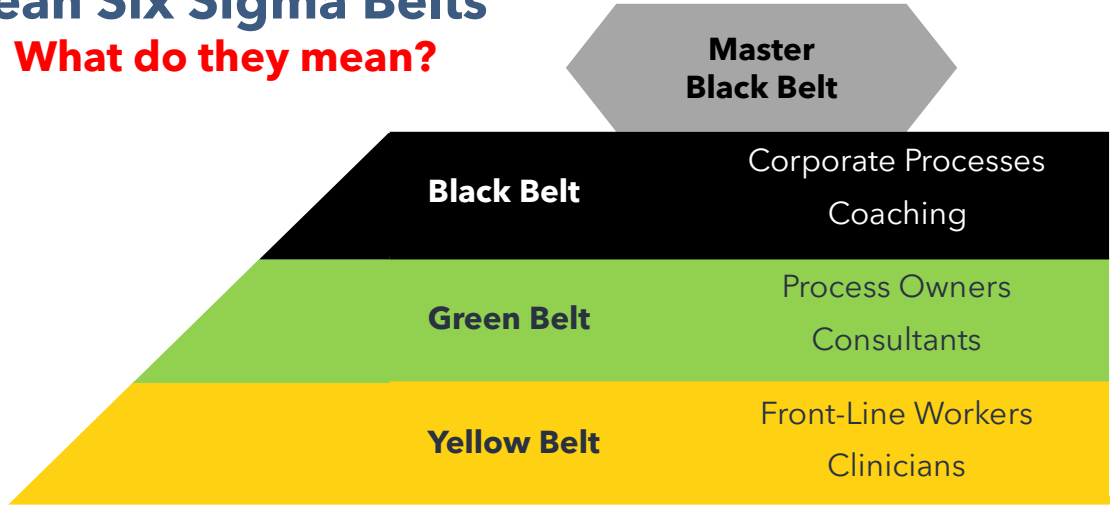 ean Six Sigma Belts
What do they mean?
Master
Black Belt
Black Belt
Corporate Processes
Coaching
Green Belt
Process Owners
Consultants
Yellow Belt
Front-Line Workers
Clinicians